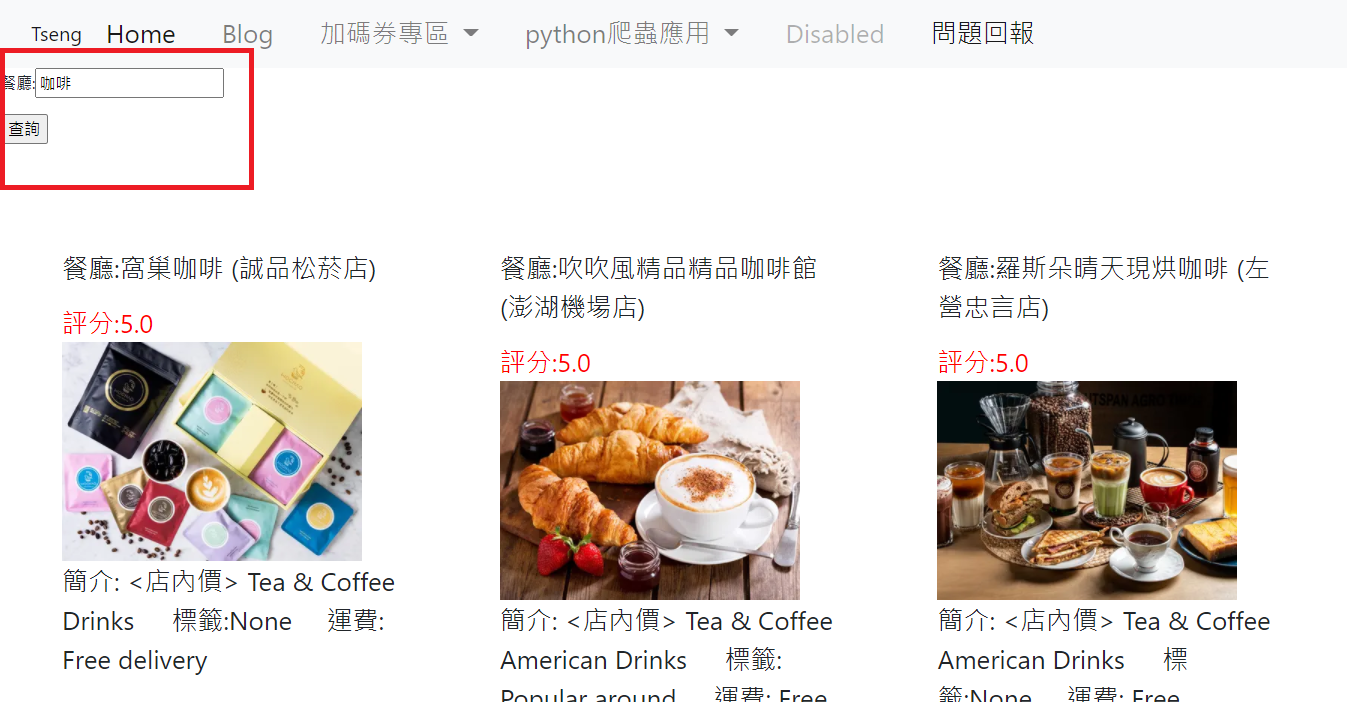 Tseng Home Blog 加碼券專區 python爬蟲應用 Disabled 問題回報
餐廳:咖啡
查詢
餐廳:窩巢咖啡 (誠品松菸店)
評分:5.0
簡介: <店內價> Tea & Coffee
Drinks 標籤:None 運費:
Free delivery
餐廳:吹吹風精品精品咖啡館
(澎湖機場店)
評分:5.0
簡介: <店內價> Tea & Coffee
American Drinks 標籤:
Popular around 運費: Free
餐廳:羅斯朵晴天現烘咖啡 (左
營忠言店)
評分:5.0
簡介: <店內價> Tea & Coffee
American Drinks 標
籤:None 運費: Free